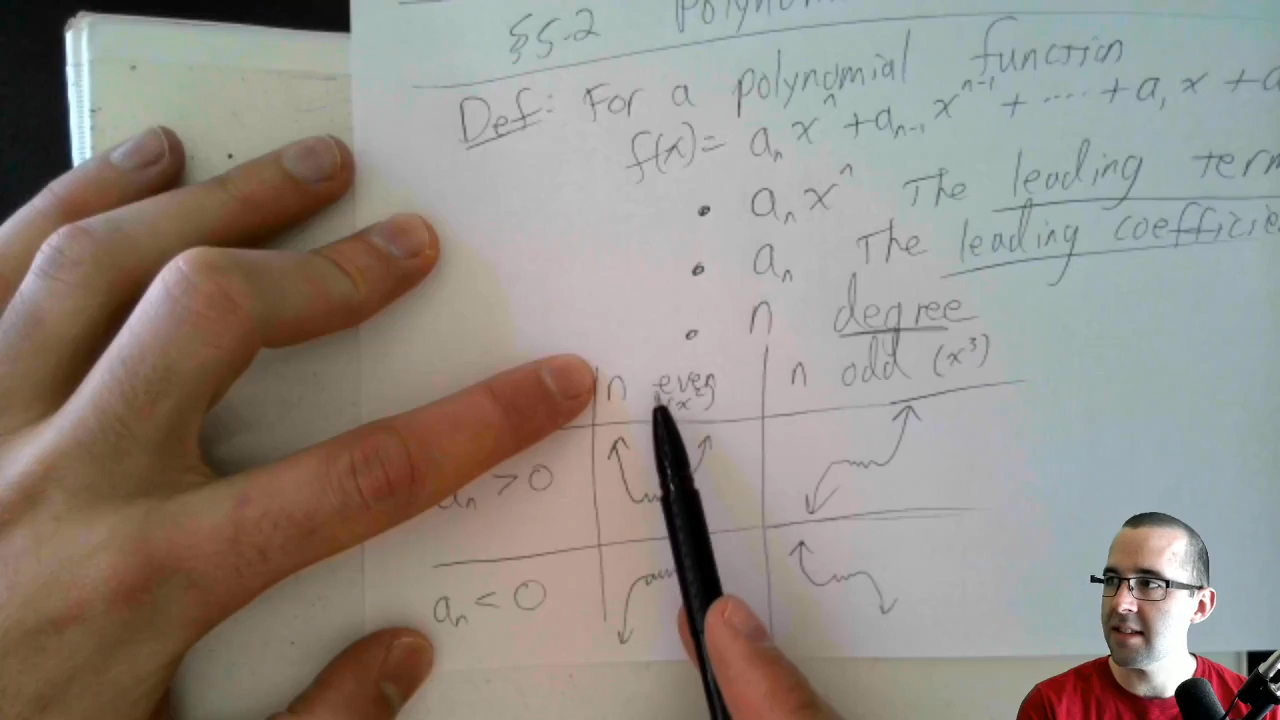 §5.2 Polynom
Def: For a polynomial function
f(x) = aₙxⁿ + aₙ₋₁xⁿ⁻¹ + ···· + a₁x + a
• aₙxⁿ The leading term
• aₙ The leading coefficie
• n degree
n even n odd (x³)
aₙ > 0
aₙ < 0